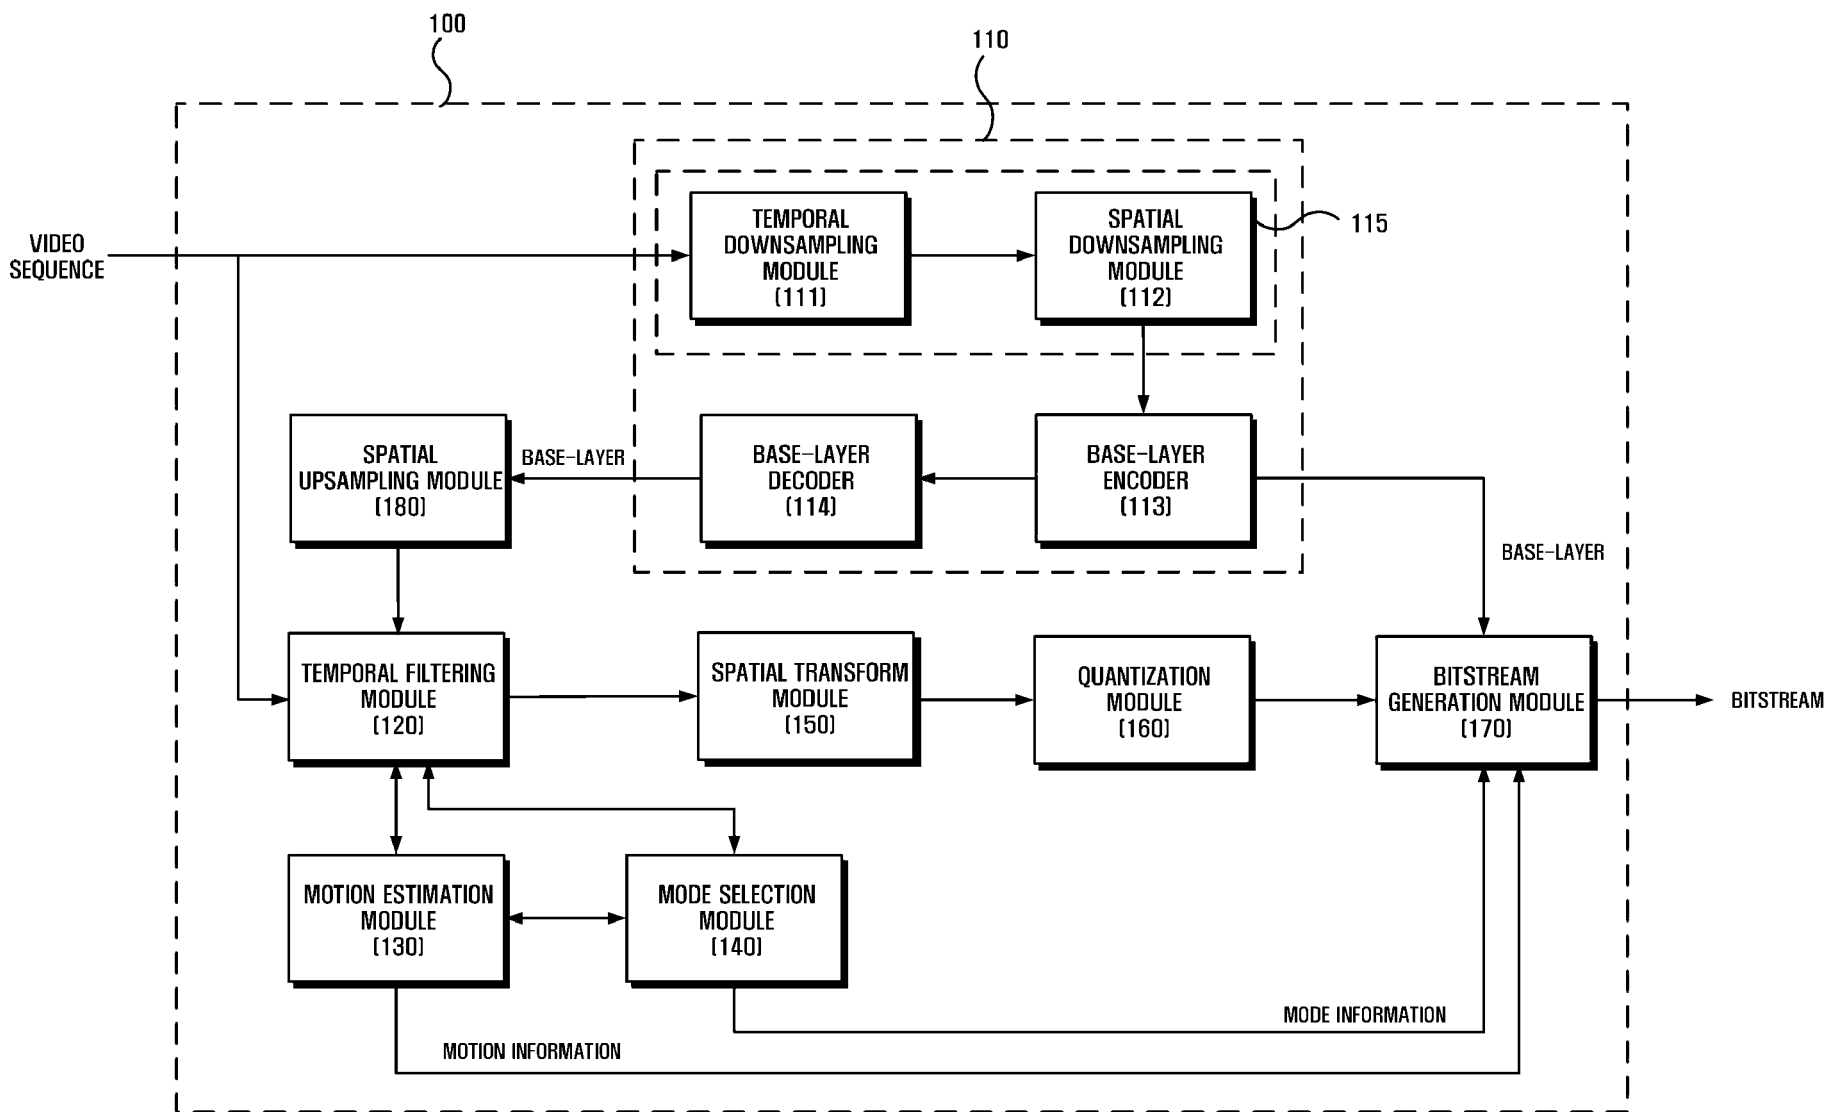 100
110
TEMPORAL
DOWNSAMPLING
MODULE
(111)
SPATIAL
DOWNSAMPLING
MODULE
(112)
115
VIDEO
SEQUENCE
SPATIAL
UPSAMPLING MODULE
(180)
BASE-LAYER
BASE-LAYER
DECODER
(114)
BASE-LAYER
ENCODER
(113)
BASE-LAYER
TEMPORAL FILTERING
MODULE
(120)
SPATIAL TRANSFORM
MODULE
(150)
QUANTIZATION
MODULE
(160)
BITSTREAM
GENERATION MODULE
(170)
BITSTREAM
MOTION ESTIMATION
MODULE
(130)
MODE SELECTION
MODULE
(140)
MODE INFORMATION
MOTION INFORMATION